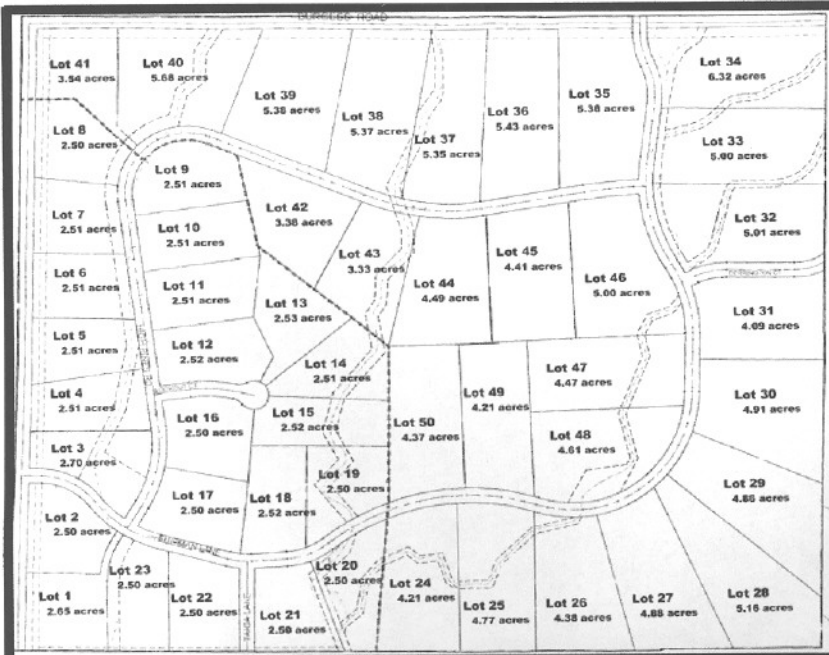 BURGESS ROAD
Lot 41
3.54 acres
Lot 40
5.68 acres
Lot 39
5.38 acres
Lot 38
5.37 acres
Lot 37
5.35 acres
Lot 36
5.43 acres
Lot 35
5.38 acres
Lot 34
6.32 acres
Lot 33
5.00 acres
Lot 32
5.01 acres
Lot 8
2.50 acres
Lot 9
2.51 acres
Lot 7
2.51 acres
Lot 10
2.51 acres
Lot 42
3.38 acres
Lot 43
3.33 acres
Lot 44
4.49 acres
Lot 45
4.41 acres
Lot 46
5.00 acres
Lot 6
2.51 acres
Lot 11
2.51 acres
Lot 13
2.53 acres
Lot 31
4.09 acres
Lot 5
2.51 acres
Lot 12
2.52 acres
Lot 14
2.51 acres
Lot 47
4.47 acres
Lot 4
2.51 acres
Lot 16
2.50 acres
Lot 15
2.52 acres
Lot 50
4.37 acres
Lot 49
4.21 acres
Lot 48
4.61 acres
Lot 30
4.91 acres
Lot 3
2.70 acres
Lot 17
2.50 acres
Lot 18
2.52 acres
Lot 19
2.50 acres
Lot 29
4.86 acres
Lot 2
2.50 acres
LANE
Lot 1
2.65 acres
Lot 23
2.50 acres
Lot 22
2.50 acres
LANE
Lot 21
2.50 acres
Lot 20
2.50 acres
Lot 24
4.21 acres
Lot 25
4.77 acres
Lot 26
4.38 acres
Lot 27
4.88 acres
Lot 28
5.16 acres